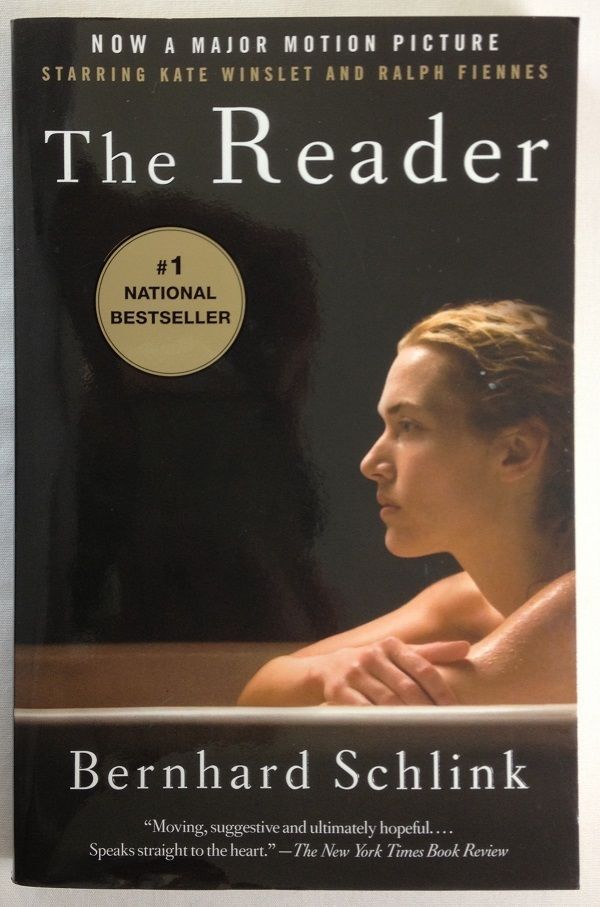 NOW A MAJOR MOTION PICTURE
STARRING KATE WINSLET AND RALPH FIENNES
The Reader
#1
NATIONAL
BESTSELLER
Bernhard Schlink
“Moving, suggestive and ultimately hopeful. . . .
Speaks straight to the heart.” —The New York Times Book Review